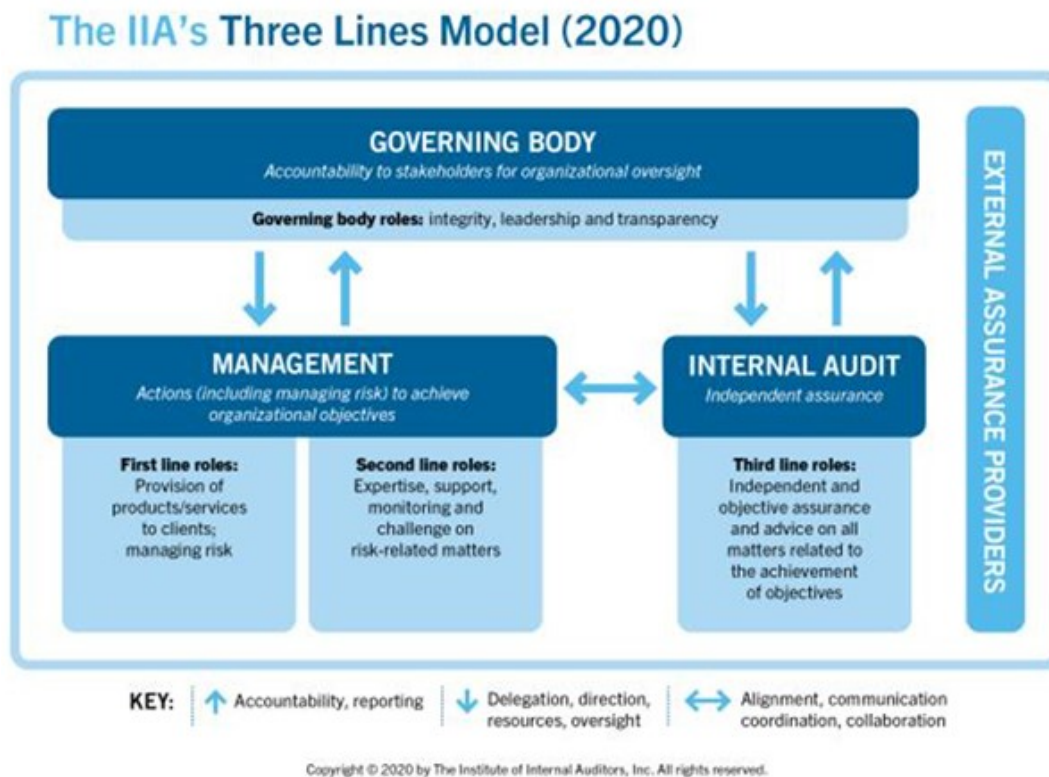 The IIA's Three Lines Model (2020)
GOVERNING BODY
Accountability to stakeholders for organizational oversight
Governing body roles: integrity, leadership and transparency
MANAGEMENT
Actions (including managing risk) to achieve
organizational objectives
INTERNAL AUDIT
Independent assurance
First line roles:
Provision of
products/services
to clients;
managing risk
Second line roles:
Expertise, support,
monitoring and
challenge on
risk-related matters
Third line roles:
Independent and
objective assurance
and advice on all
matters related to
the achievement
of objectives
EXTERNAL ASSURANCE PROVIDERS
KEY:
Accountability, reporting
Delegation, direction,
resources, oversight
Alignment, communication
coordination, collaboration
Copyright © 2020 by The Institute of Internal Auditors, Inc. All rights reserved.